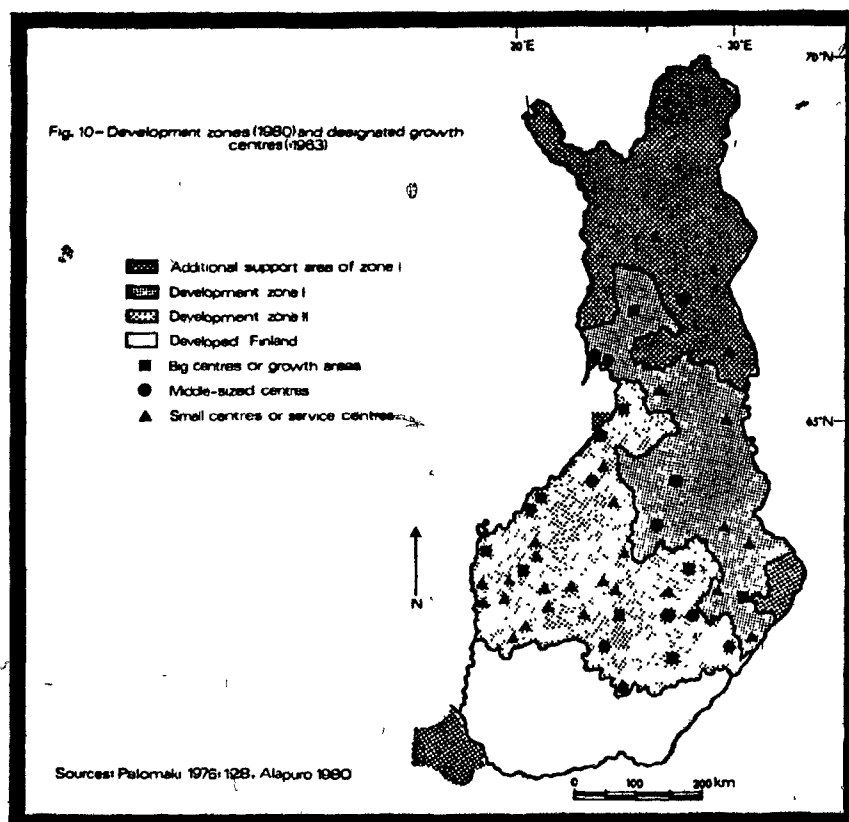 20°E 30°E
70°N
Fig. 10- Development zones (1980) and designated growth
centres (1963)
Additional support area of zone I
Development zone I
Development zone II
Developed Finland
Big centres or growth areas
Middle-sized centres
Small centres or service centres
65°N
N
Sources: Palomäki 1976: 128, Alapuro 1980
0 100 200 km